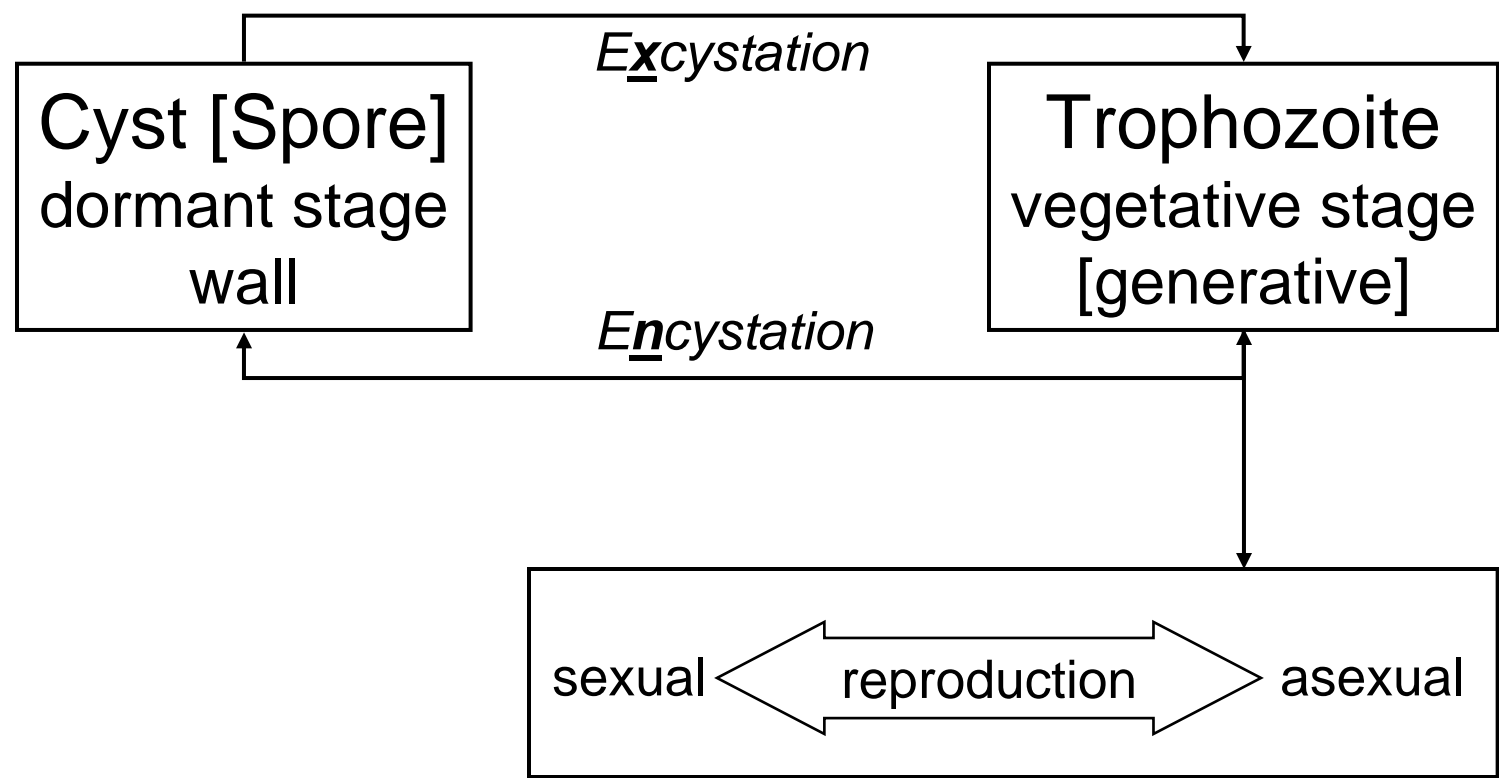 Excystation
Cyst [Spore]
dormant stage
wall
Trophozoite
vegetative stage
[generative]
Encystation
sexual
reproduction
asexual